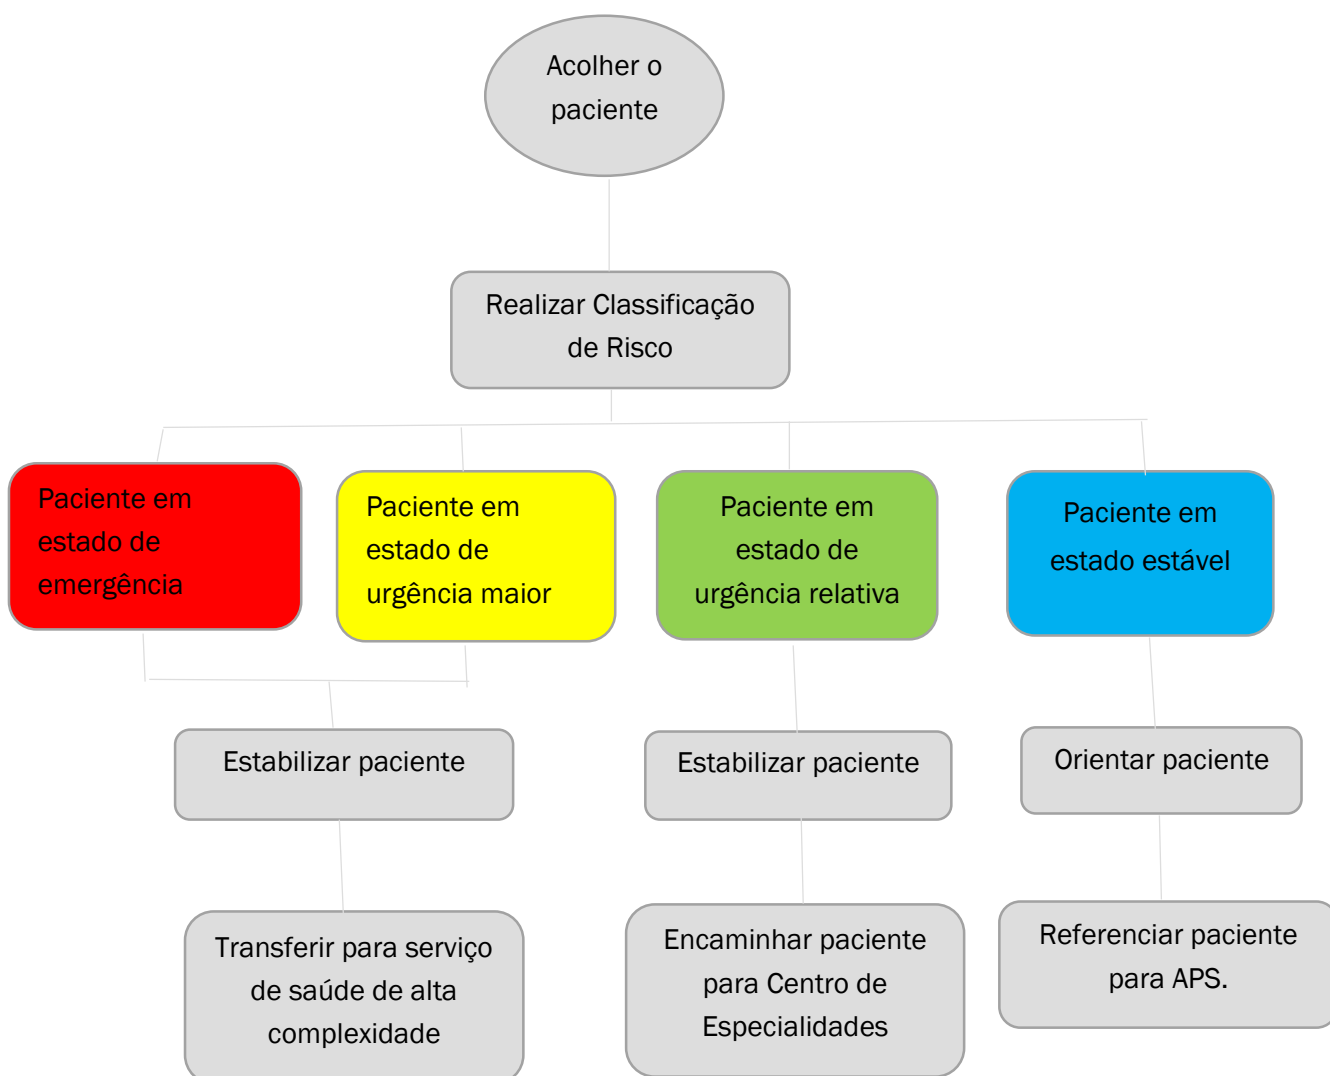 Acolher o
paciente
Realizar Classificação
de Risco
Paciente em
estado de
emergência
Paciente em
estado de
urgência maior
Paciente em
estado de
urgência relativa
Paciente em
estado estável
Estabilizar paciente
Estabilizar paciente
Orientar paciente
Transferir para serviço
de saúde de alta
complexidade
Encaminhar paciente
para Centro de
Especialidades
Referenciar paciente
para APS.